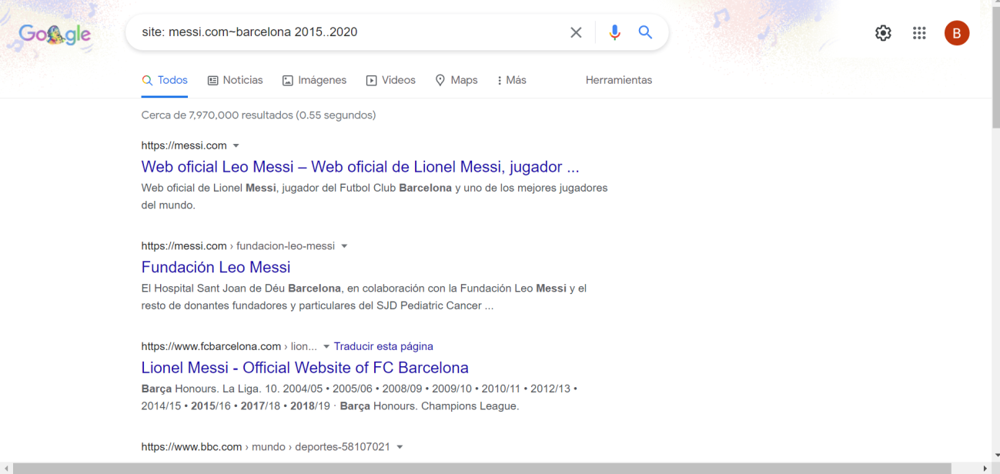 Google
site: messi.com~barcelona 2015..2020
B
Todos Noticias Imágenes Videos Maps Más Herramientas
Cerca de 7,970,000 resultados (0.55 segundos)
https://messi.com
Web oficial Leo Messi – Web oficial de Lionel Messi, jugador ...
Web oficial de Lionel Messi, jugador del Futbol Club Barcelona y uno de los mejores jugadores
del mundo.
https://messi.com › fundacion-leo-messi
Fundación Leo Messi
El Hospital Sant Joan de Déu Barcelona, en colaboración con la Fundación Leo Messi y el
resto de donantes fundadores y particulares del SJD Pediatric Cancer ...
https://www.fcbarcelona.com › lion... Traducir esta página
Lionel Messi - Official Website of FC Barcelona
Barça Honours. La Liga. 10. 2004/05 • 2005/06 • 2008/09 • 2009/10 • 2010/11 • 2012/13 •
2014/15 • 2015/16 • 2017/18 • 2018/19 · Barça Honours. Champions League.
https://www.bbc.com › mundo › deportes-58107021